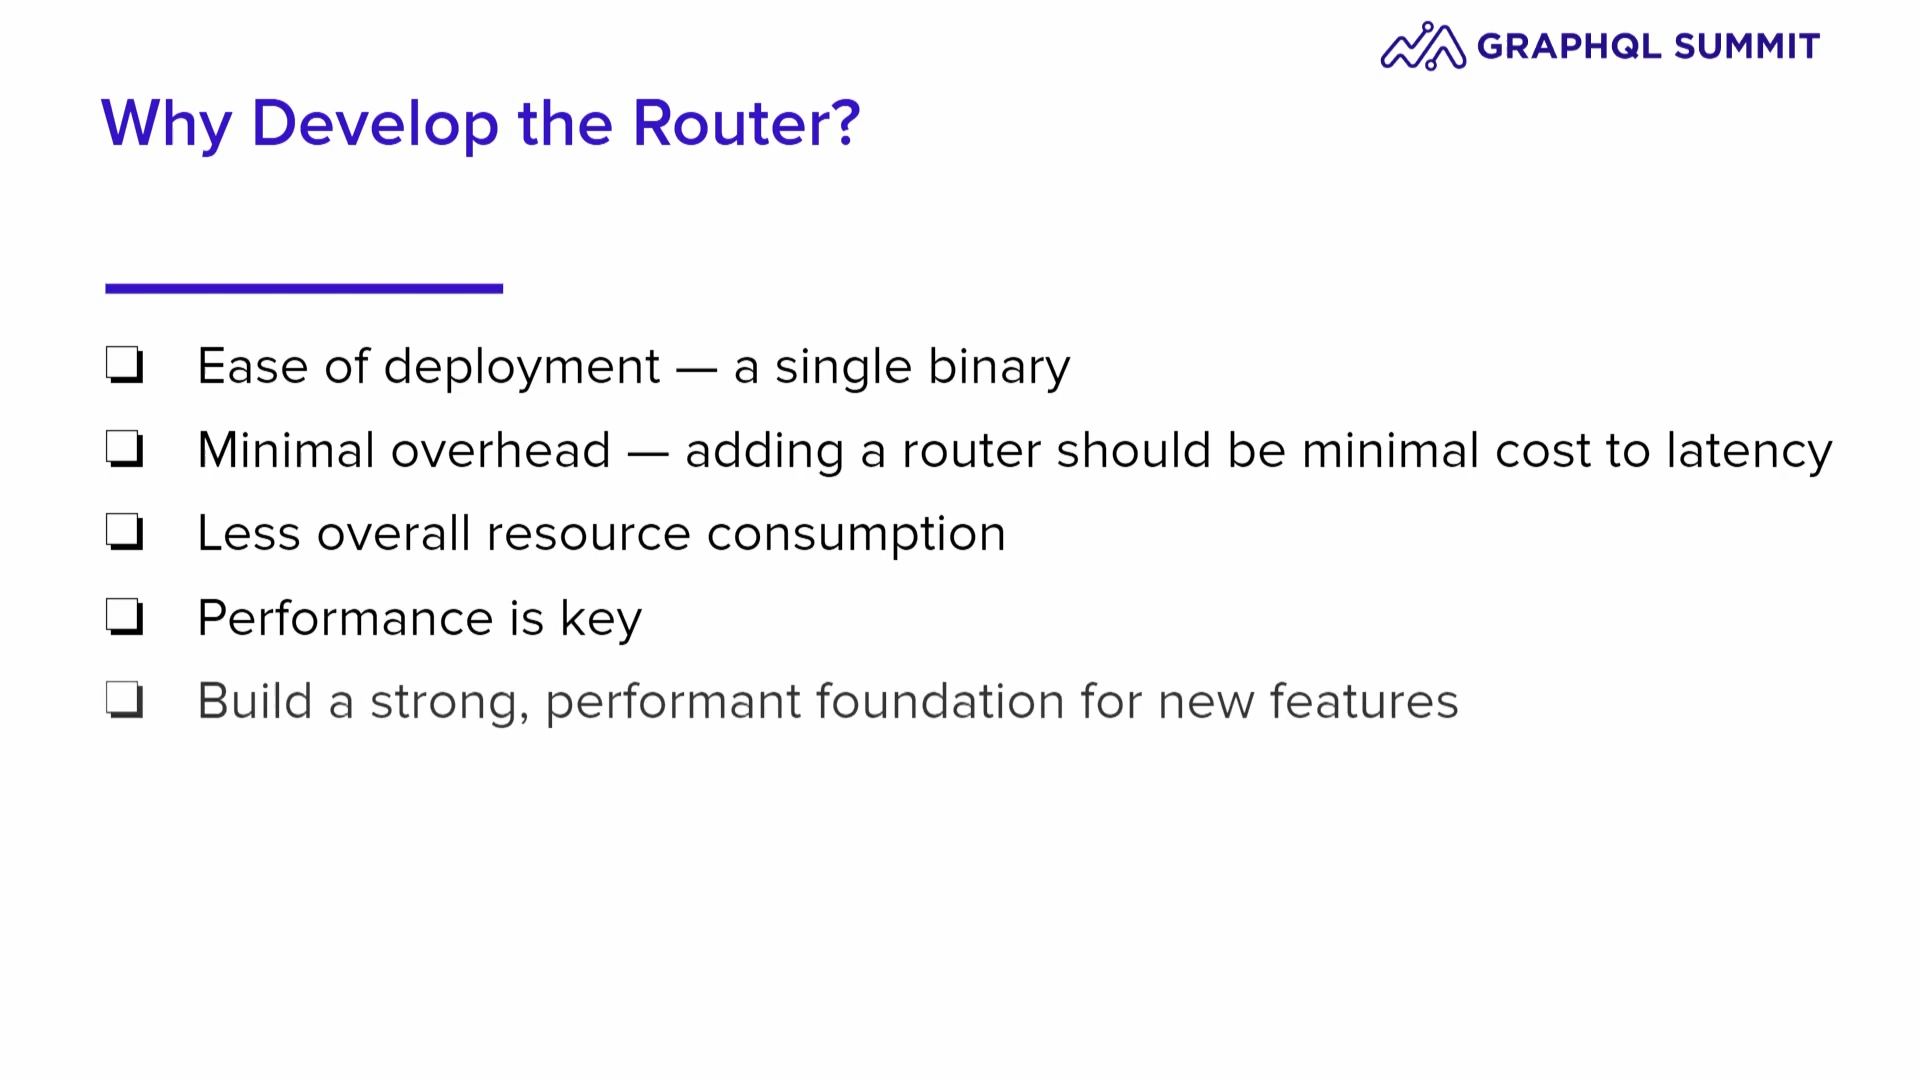 GRAPHQL SUMMIT
Why Develop the Router?
❏ Ease of deployment — a single binary
❏ Minimal overhead — adding a router should be minimal cost to latency
❏ Less overall resource consumption
❏ Performance is key
❏ Build a strong, performant foundation for new features